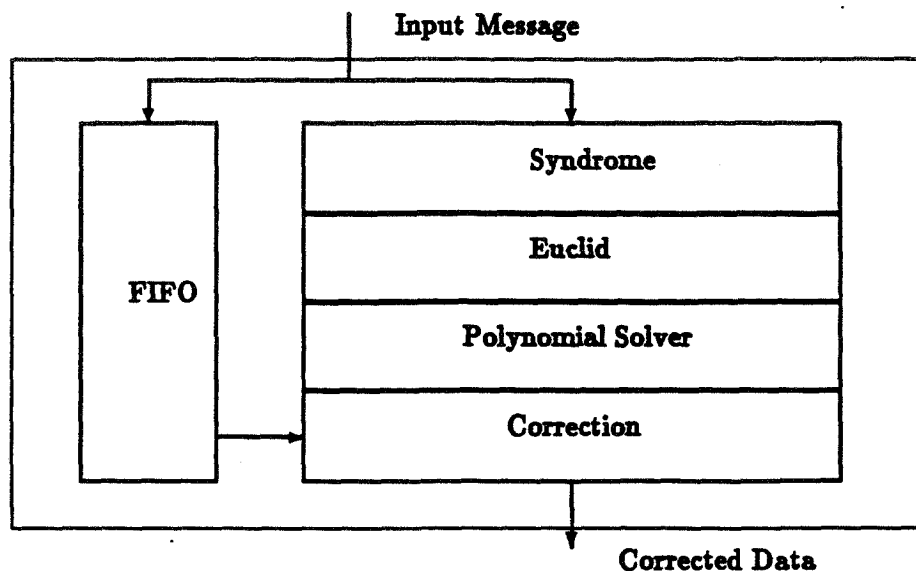 Input Message
Syndrome
Euclid
FIFO
Polynomial Solver
Correction
Corrected Data